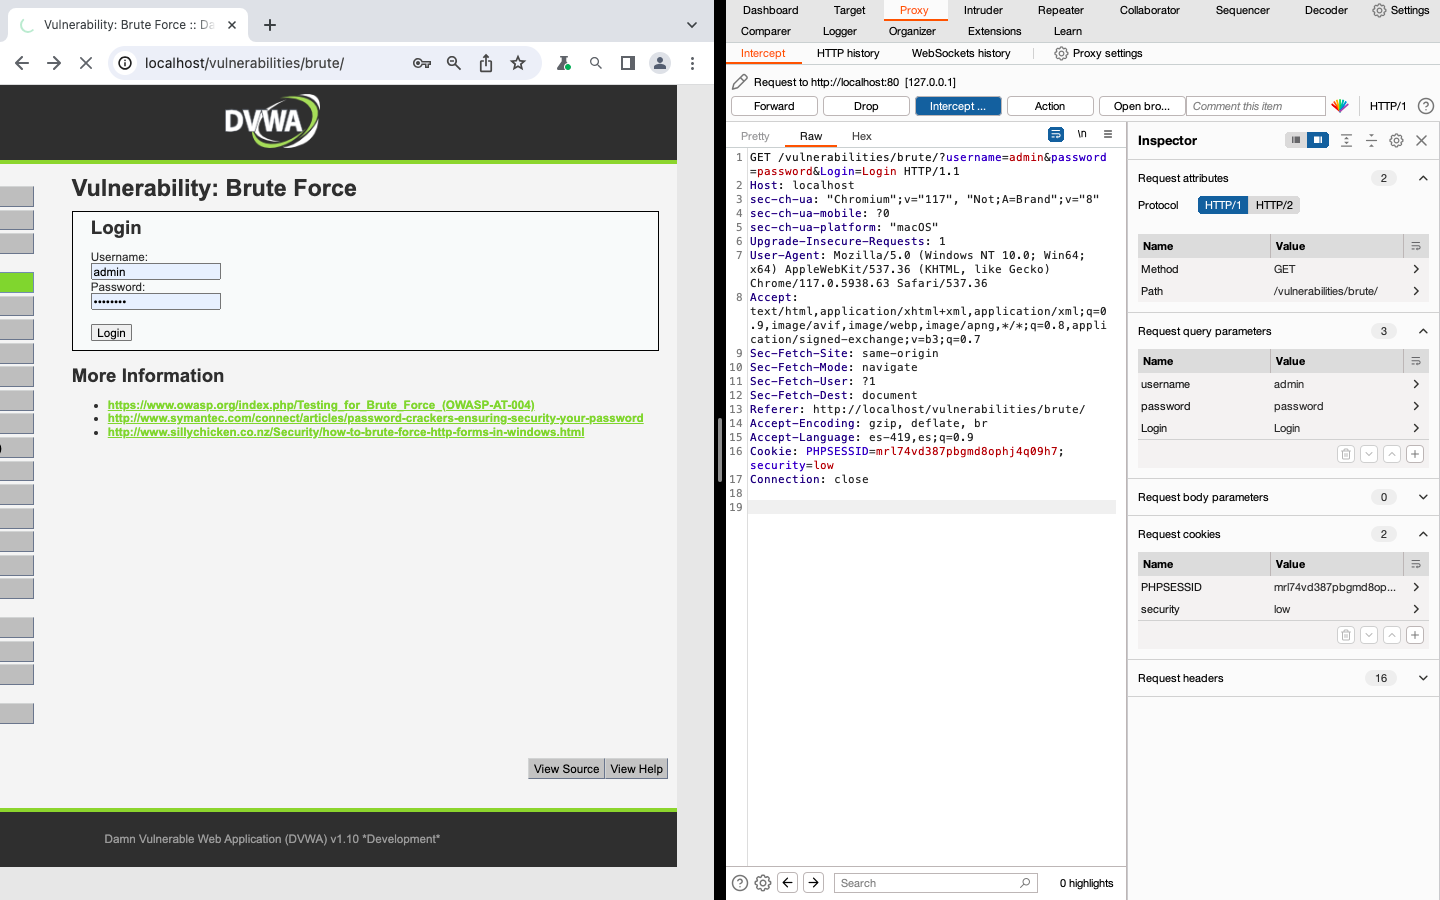 Vulnerability: Brute Force :: Da
localhost/vulnerabilities/brute/
DVWA
Vulnerability: Brute Force
Login
Username:
admin
Password:
••••••••
Login
More Information
https://www.owasp.org/index.php/Testing_for_Brute_Force_(OWASP-AT-004)
http://www.symantec.com/connect/articles/password-crackers-ensuring-security-your-password
http://www.sillychicken.co.nz/Security/how-to-brute-force-http-forms-in-windows.html
)
View Source View Help
Damn Vulnerable Web Application (DVWA) v1.10 *Development*
Dashboard Target Proxy Intruder Repeater Collaborator Sequencer Decoder Settings
Comparer Logger Organizer Extensions Learn
Intercept HTTP history WebSockets history Proxy settings
Request to http://localhost:80 [127.0.0.1]
Forward Drop Intercept ... Action Open bro... Comment this item HTTP/1 ?
Pretty Raw Hex \n
1 GET /vulnerabilities/brute/?username=admin&password
=password&Login=Login HTTP/1.1
2 Host: localhost
3 sec-ch-ua: "Chromium";v="117", "Not;A=Brand";v="8"
4 sec-ch-ua-mobile: ?0
5 sec-ch-ua-platform: "macOS"
6 Upgrade-Insecure-Requests: 1
7 User-Agent: Mozilla/5.0 (Windows NT 10.0; Win64;
x64) AppleWebKit/537.36 (KHTML, like Gecko)
Chrome/117.0.5938.63 Safari/537.36
8 Accept:
text/html,application/xhtml+xml,application/xml;q=0
.9,image/avif,image/webp,image/apng,*/*;q=0.8,appli
cation/signed-exchange;v=b3;q=0.7
9 Sec-Fetch-Site: same-origin
10 Sec-Fetch-Mode: navigate
11 Sec-Fetch-User: ?1
12 Sec-Fetch-Dest: document
13 Referer: http://localhost/vulnerabilities/brute/
14 Accept-Encoding: gzip, deflate, br
15 Accept-Language: es-419,es;q=0.9
16 Cookie: PHPSESSID=mrl74vd387pbgmd8ophj4q09h7;
security=low
17 Connection: close
18
19
? Search 0 highlights
Inspector
Request attributes 2
Protocol HTTP/1 HTTP/2
Name Value
Method GET
Path /vulnerabilities/brute/
Request query parameters 3
Name Value
username admin
password password
Login Login
Request body parameters 0
Request cookies 2
Name Value
PHPSESSID mrl74vd387pbgmd8op...
security low
Request headers 16